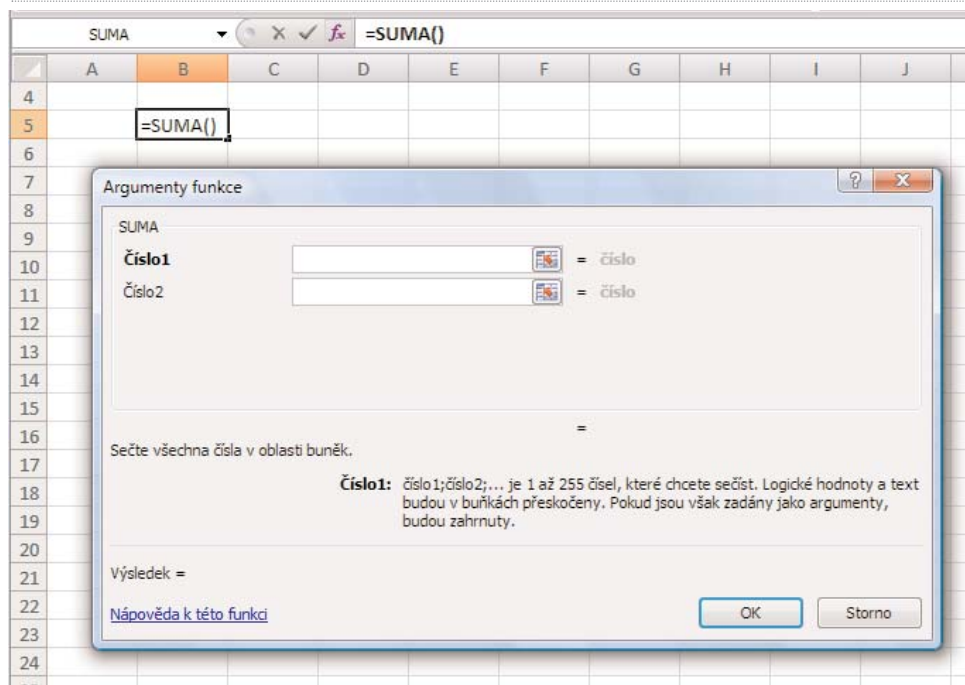 SUMA fx =SUMA()
A B C D E F G H I J
4
5 =SUMA()
6
7
8
9
10
11
12
13
14
15
16
17
18
19
20
21
22
23
24
Argumenty funkce ?
SUMA
Číslo1 = číslo
Číslo2 = číslo
=
Sečte všechna čísla v oblasti buněk.
Číslo1: číslo1;číslo2;... je 1 až 255 čísel, které chcete sečíst. Logické hodnoty a text
budou v buňkách přeskočeny. Pokud jsou však zadány jako argumenty,
budou zahrnuty.
Výsledek =
Nápověda k této funkci OK Storno